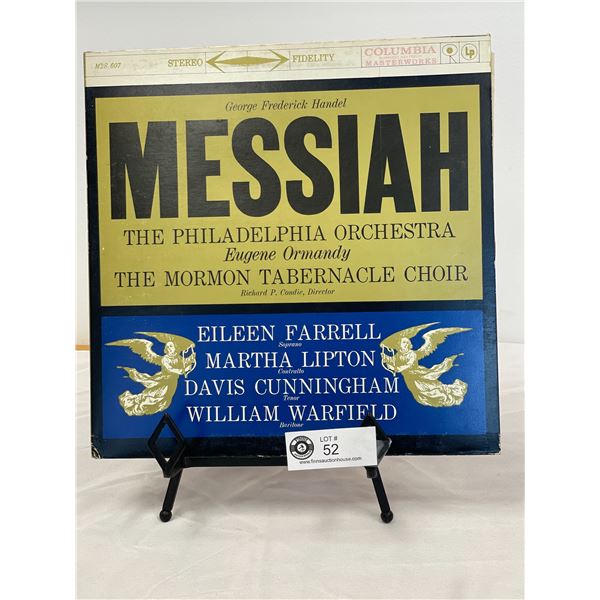 M2S 607
STEREO FIDELITY
COLUMBIA
MASTERWORKS
LP
George Frederick Handel
MESSIAH
THE PHILADELPHIA ORCHESTRA
Eugene Ormandy
THE MORMON TABERNACLE CHOIR
Richard P. Condie, Director
EILEEN FARRELL
Soprano
MARTHA LIPTON
Contralto
DAVIS CUNNINGHAM
Tenor
WILLIAM WARFIELD
Baritone
LOT #
52
www.finnsauctionhouse.com